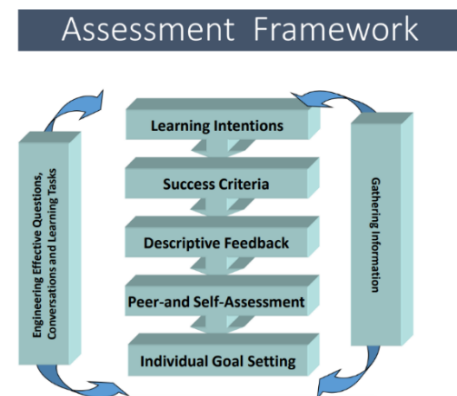 Assessment Framework
Learning Intentions
Success Criteria
Descriptive Feedback
Peer-and Self-Assessment
Individual Goal Setting
Engineering Effective Questions,
Conversations and Learning Tasks
Gathering Information